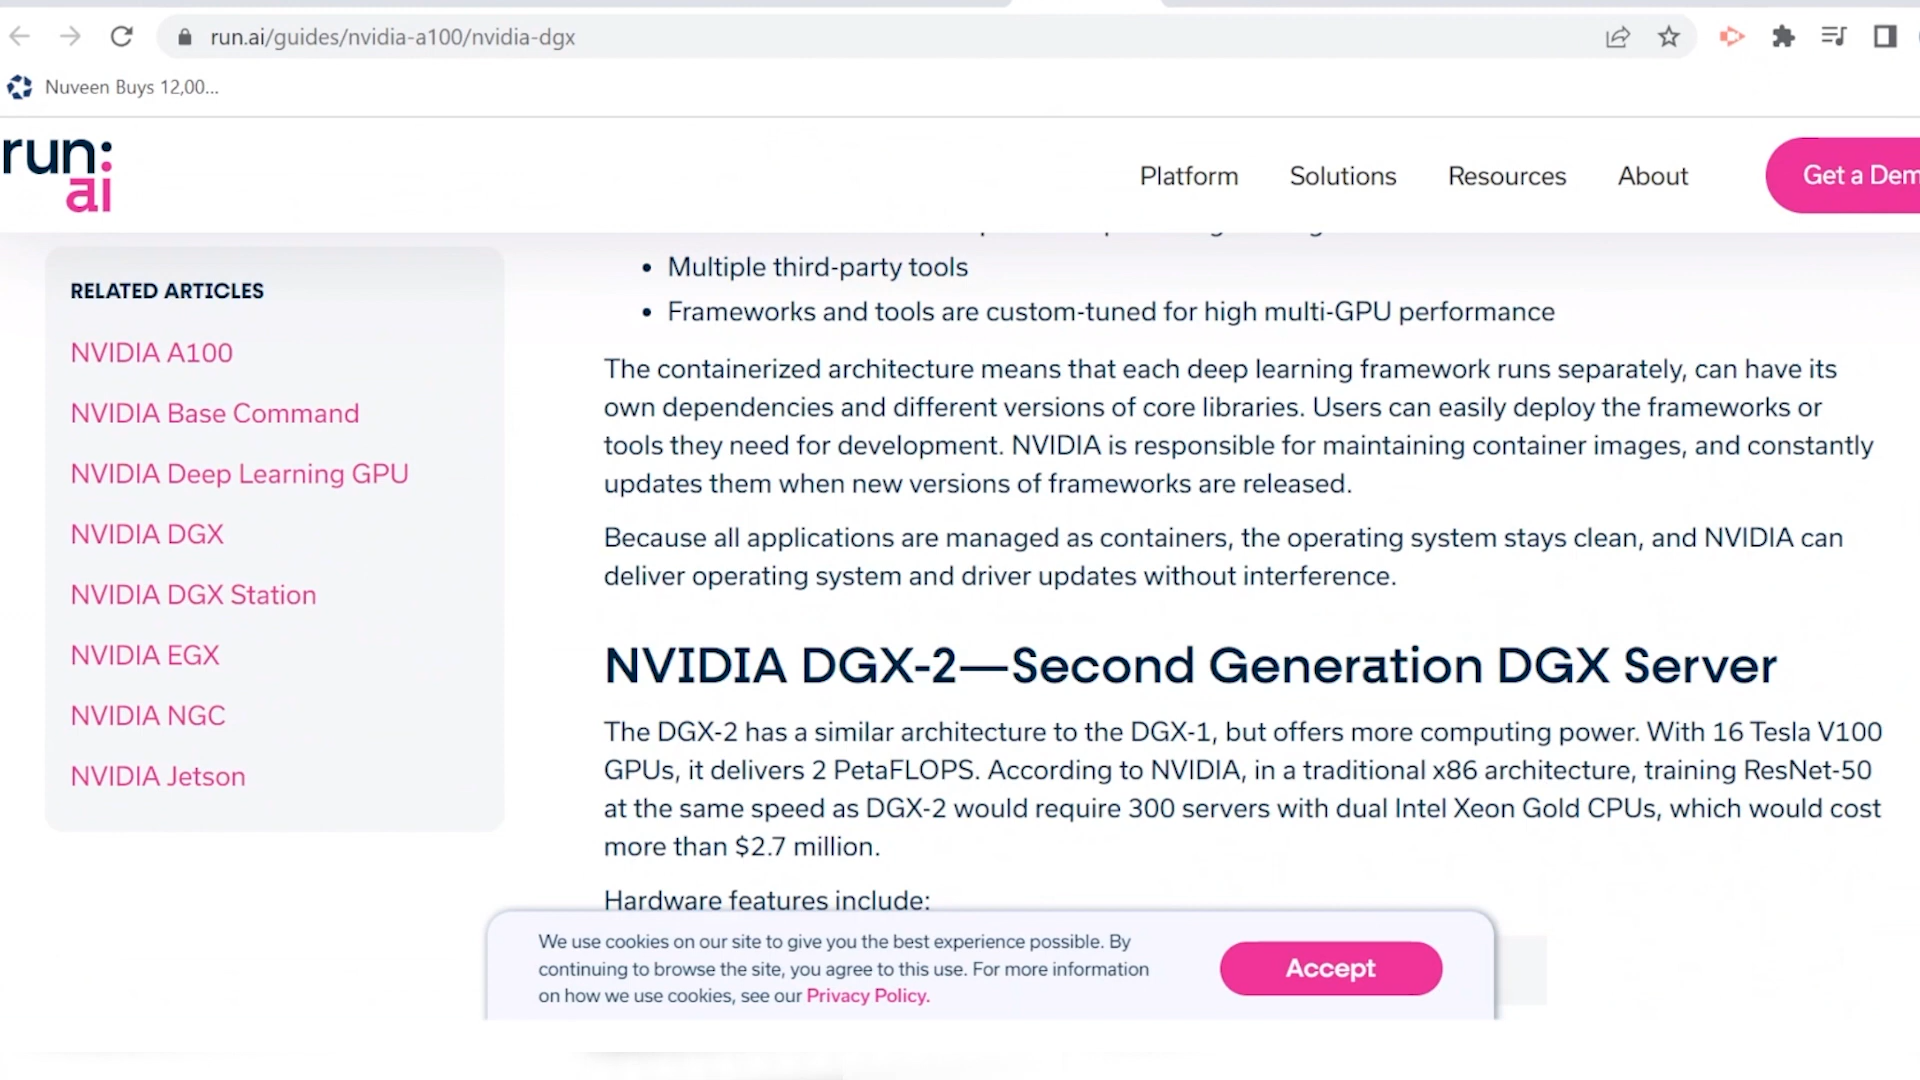 run.ai/guides/nvidia-a100/nvidia-dgx
Nuveen Buys 12,00...
run:
ai
Platform
Solutions
Resources
About
Get a Dem
RELATED ARTICLES
NVIDIA A100
NVIDIA Base Command
NVIDIA Deep Learning GPU
NVIDIA DGX
NVIDIA DGX Station
NVIDIA EGX
NVIDIA NGC
NVIDIA Jetson
• Multiple third-party tools
• Frameworks and tools are custom-tuned for high multi-GPU performance
The containerized architecture means that each deep learning framework runs separately, can have its
own dependencies and different versions of core libraries. Users can easily deploy the frameworks or
tools they need for development. NVIDIA is responsible for maintaining container images, and constantly
updates them when new versions of frameworks are released.
Because all applications are managed as containers, the operating system stays clean, and NVIDIA can
deliver operating system and driver updates without interference.
NVIDIA DGX-2—Second Generation DGX Server
The DGX-2 has a similar architecture to the DGX-1, but offers more computing power. With 16 Tesla V100
GPUs, it delivers 2 PetaFLOPS. According to NVIDIA, in a traditional x86 architecture, training ResNet-50
at the same speed as DGX-2 would require 300 servers with dual Intel Xeon Gold CPUs, which would cost
more than $2.7 million.
Hardware features include:
We use cookies on our site to give you the best experience possible. By
continuing to browse the site, you agree to this use. For more information
on how we use cookies, see our Privacy Policy.
Accept